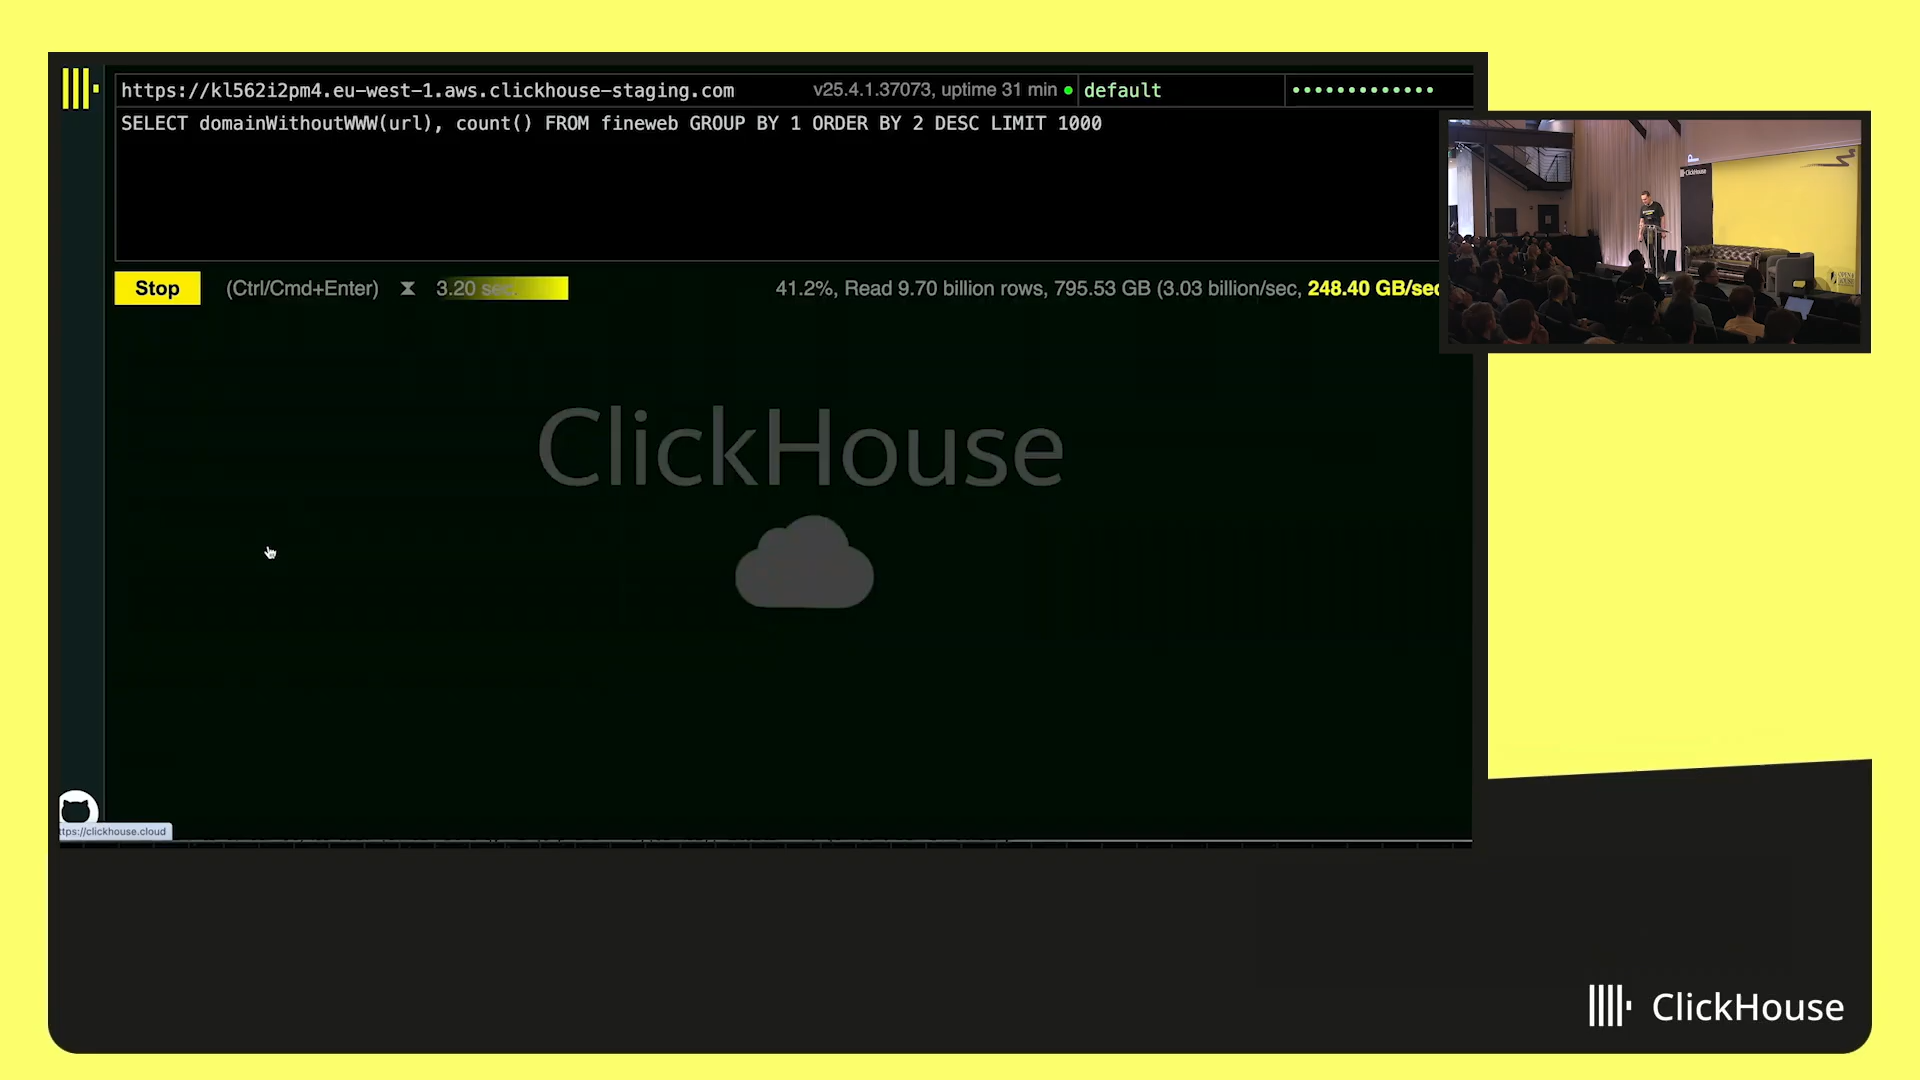 https://kl562i2pm4.eu-west-1.aws.clickhouse-staging.com v25.4.1.37073, uptime 31 min default •••••••••••••
SELECT domainWithoutWWW(url), count() FROM fineweb GROUP BY 1 ORDER BY 2 DESC LIMIT 1000
Stop (Ctrl/Cmd+Enter) 3.20 sec. 41.2%, Read 9.70 billion rows, 795.53 GB (3.03 billion/sec, 248.40 GB/sec
ClickHouse
ClickHouse
ttps://clickhouse.cloud
ClickHouse